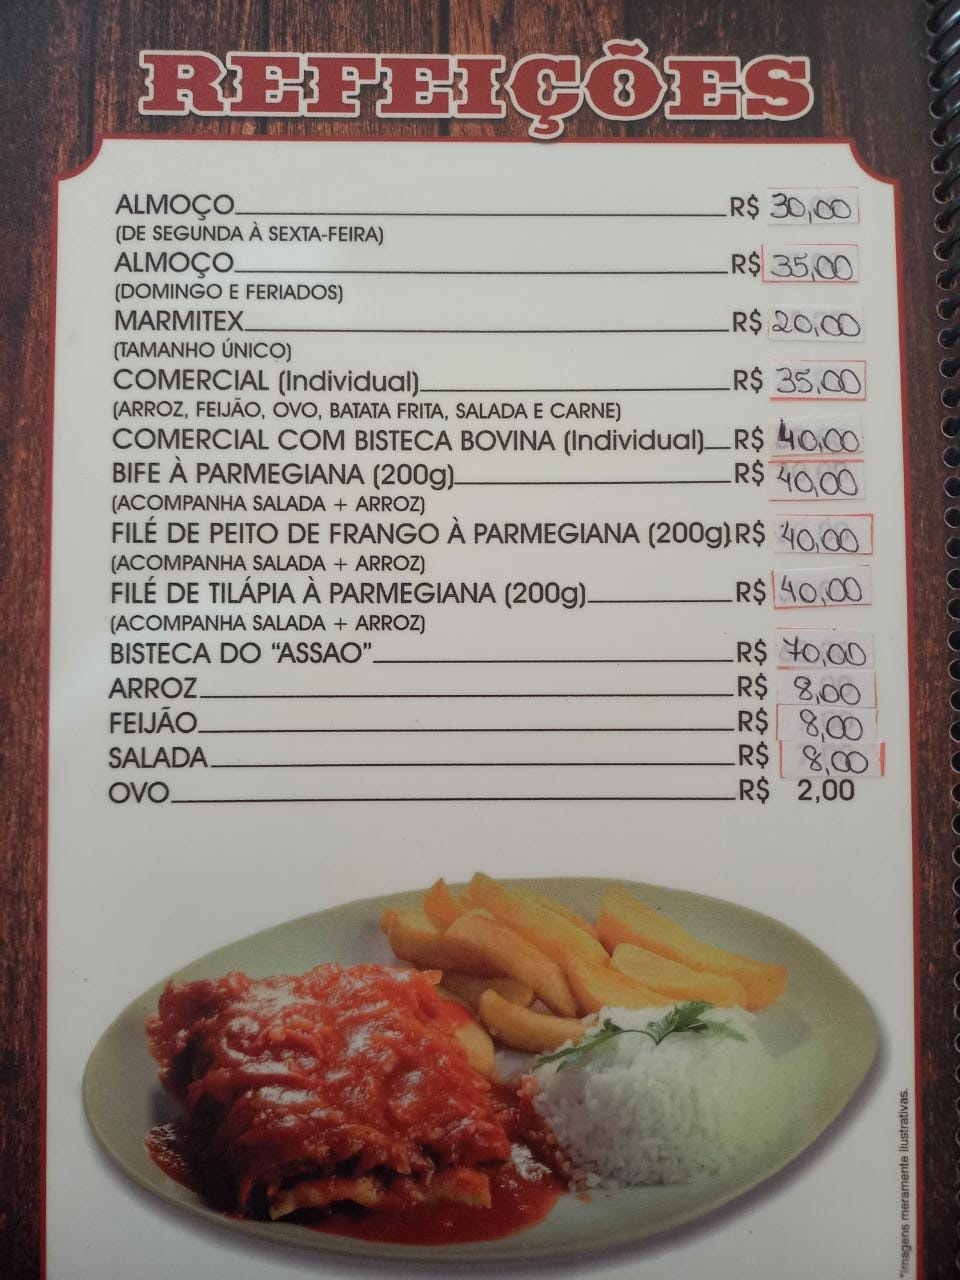 REFEIÇÕES
ALMOÇO R$ 30,00
(DE SEGUNDA À SEXTA-FEIRA)
ALMOÇO R$ 35,00
(DOMINGO E FERIADOS)
MARMITEX R$ 20,00
(TAMANHO ÚNICO)
COMERCIAL (Individual) R$ 35,00
(ARROZ, FEIJÃO, OVO, BATATA FRITA, SALADA E CARNE)
COMERCIAL COM BISTECA BOVINA (Individual) R$ 40,00
BIFE À PARMEGIANA (200g) R$ 40,00
(ACOMPANHA SALADA + ARROZ)
FILÉ DE PEITO DE FRANGO À PARMEGIANA (200g) R$ 40,00
(ACOMPANHA SALADA + ARROZ)
FILÉ DE TILÁPIA À PARMEGIANA (200g) R$ 40,00
(ACOMPANHA SALADA + ARROZ)
BISTECA DO “ASSAO” R$ 70,00
ARROZ R$ 8,00
FEIJÃO R$ 8,00
SALADA R$ 8,00
OVO R$ 2,00
*Imagens meramente ilustrativas.